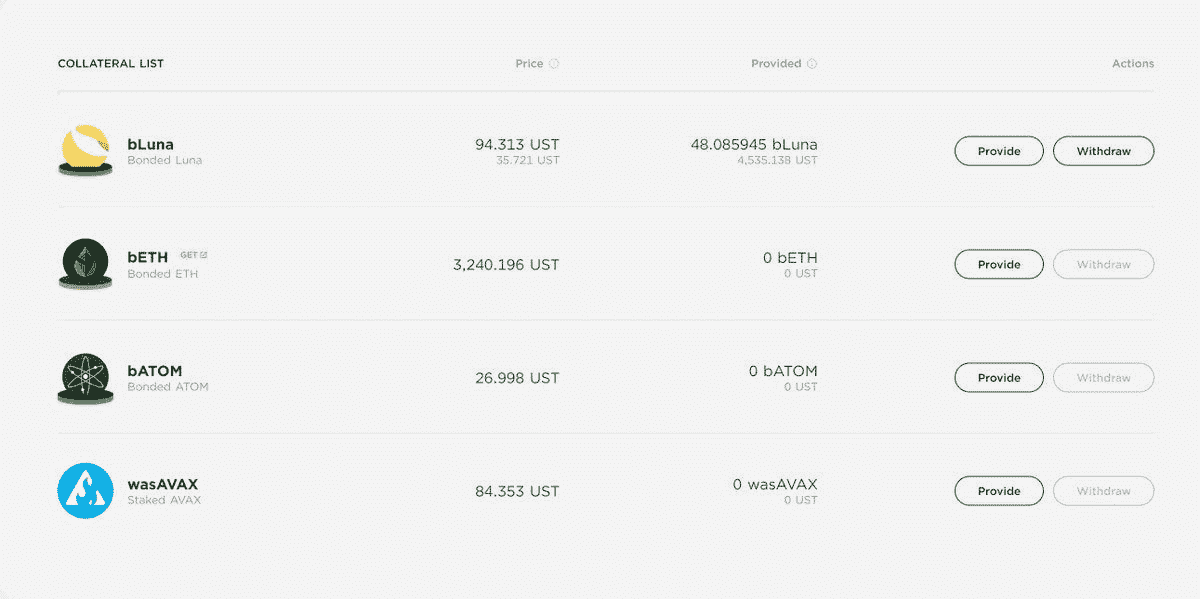 COLLATERAL LIST Price Provided Actions
bLuna 94.313 UST 48.085945 bLuna Provide Withdraw
Bonded Luna 35.721 UST 4,535.138 UST
bETH GET 3,240.196 UST 0 bETH Provide Withdraw
Bonded ETH 0 UST
bATOM 26.998 UST 0 bATOM Provide Withdraw
Bonded ATOM 0 UST
wasAVAX 84.353 UST 0 wasAVAX Provide Withdraw
Staked AVAX 0 UST